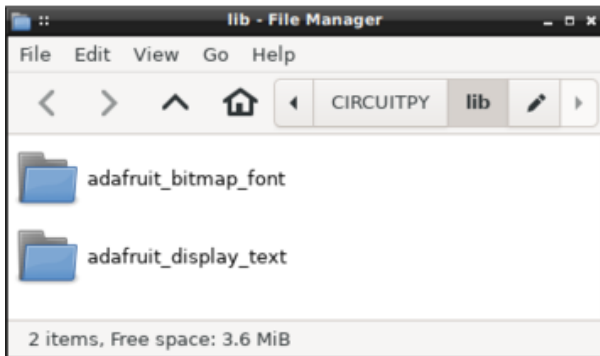 lib - File Manager
File Edit View Go Help
CIRCUITPY lib
adafruit_bitmap_font
adafruit_display_text
2 items, Free space: 3.6 MiB